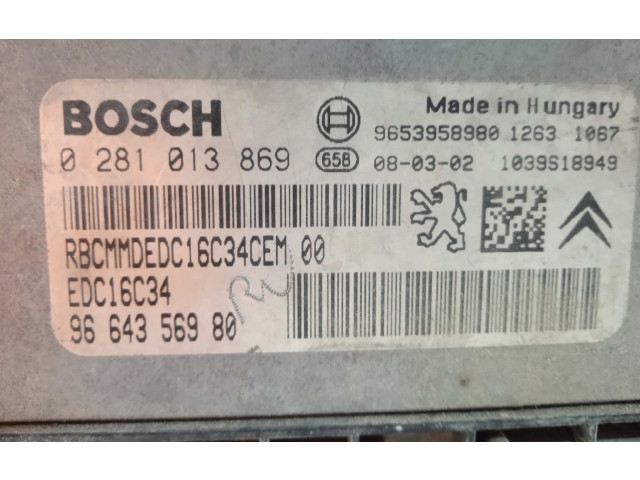 BOSCH
Made in Hungary
9653958980 1263 1067
0 281 013 869 658 08-03-02 1039S18949
RBCMMDEDC16C34CEM 00
EDC16C34
96 643 569 80